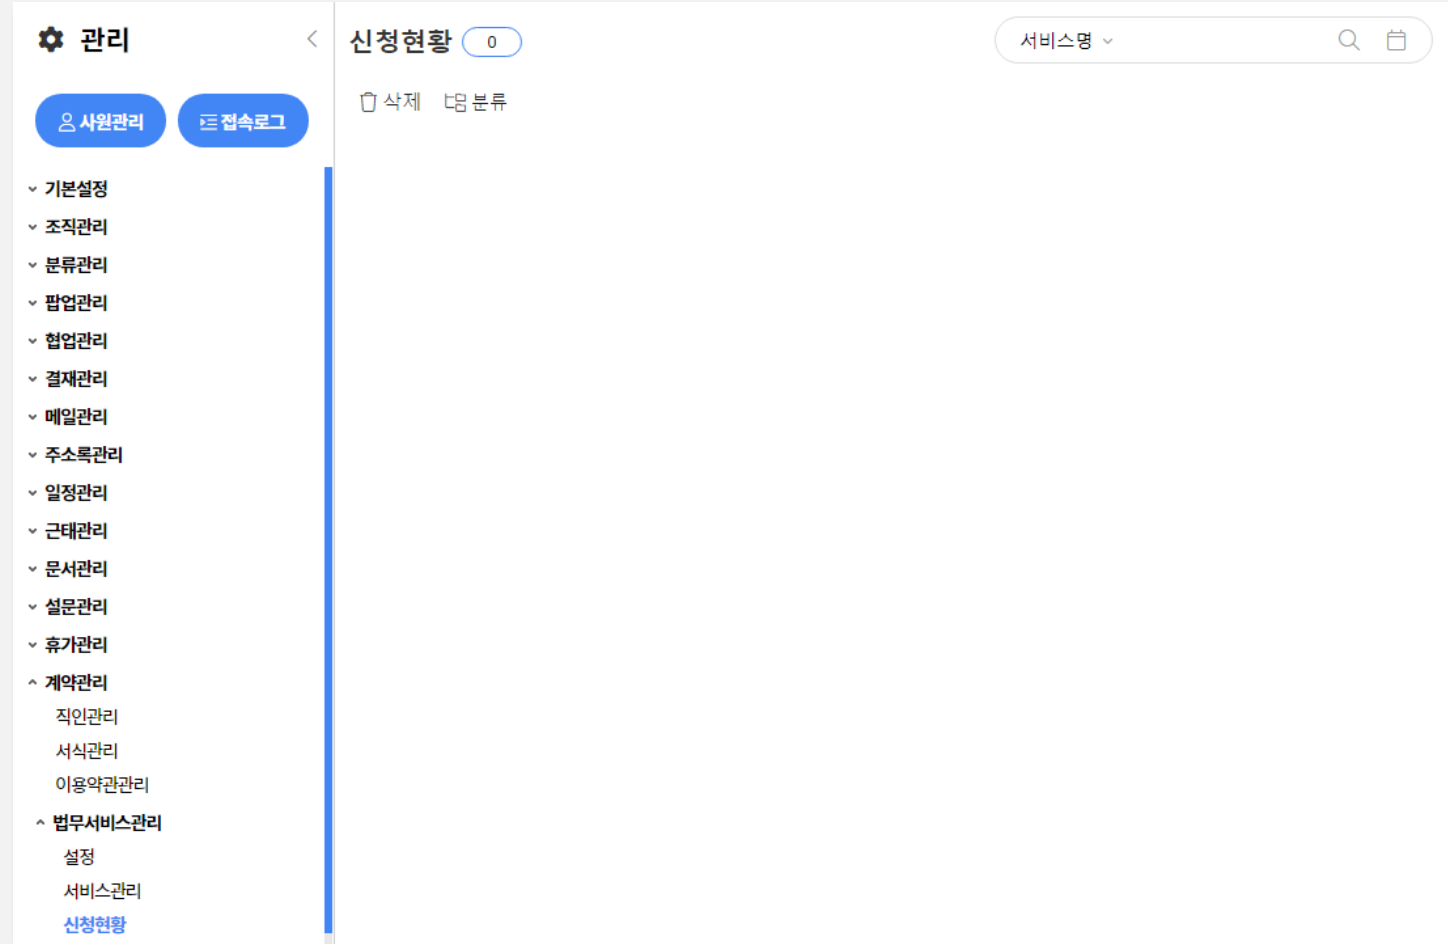 관리
사원관리
접속로그
기본설정
조직관리
분류관리
팝업관리
협업관리
결재관리
메일관리
주소록관리
일정관리
근태관리
문서관리
설문관리
휴가관리
계약관리
직인관리
서식관리
이용약관관리
법무서비스관리
설정
서비스관리
신청현황
신청현황 0
서비스명
삭제 분류